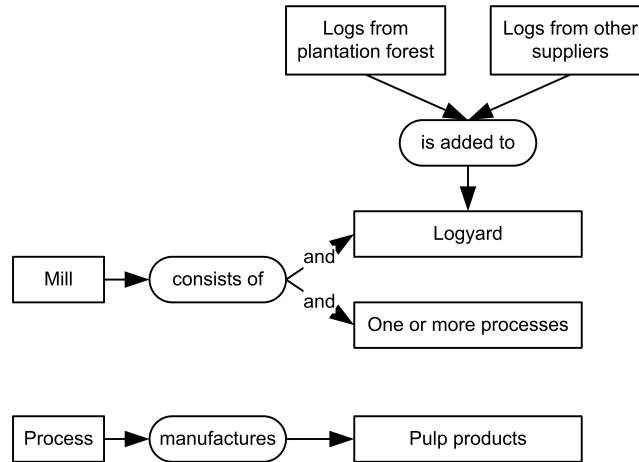 Logs from
plantation forest
Logs from other
suppliers
is added to
Logyard
and
Mill
consists of
and
One or more processes
Process
manufactures
Pulp products